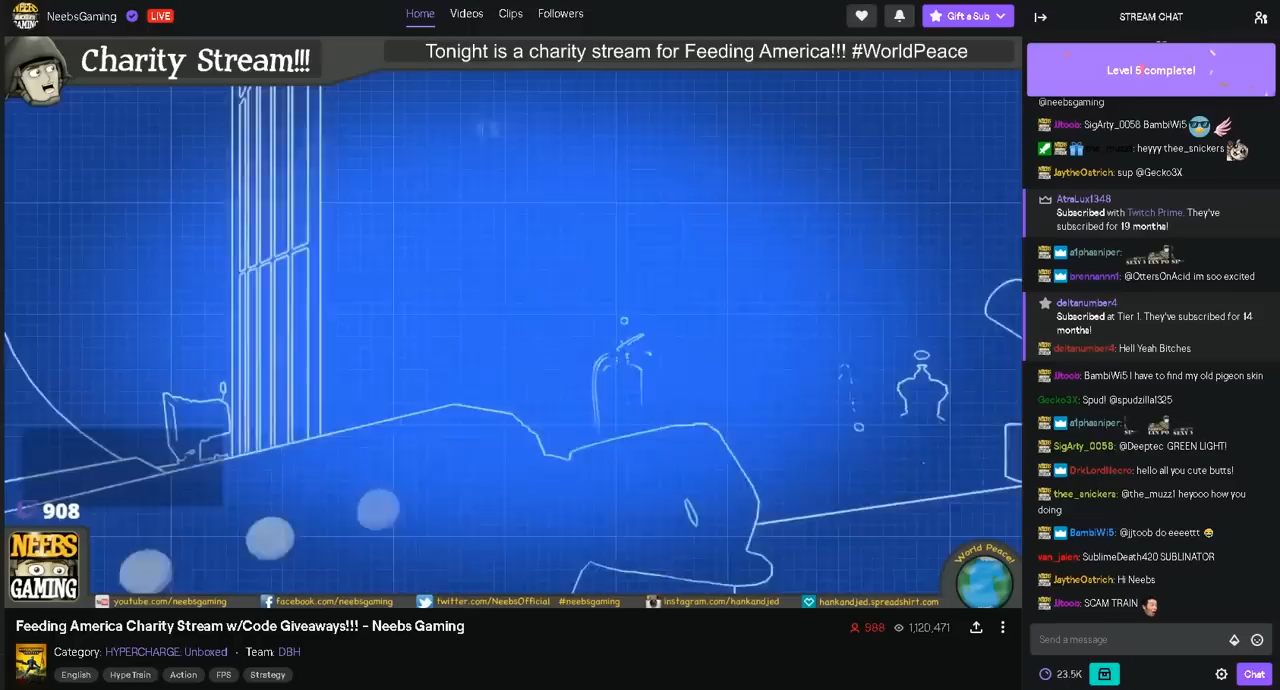 NeebsGaming LIVE
Home Videos Clips Followers
Gift a Sub
STREAM CHAT
Charity Stream!!!
Tonight is a charity stream for Feeding America!!! #WorldPeace
Level 5 complete!
@neebsgaming
JJtoob: SigArty_0058 BambiWi5
the_muzz1: heyyy thee_snickers
JaytheOstrich: sup @Gecko3X
AtraLux1348
Subscribed with Twitch Prime. They've
subscribed for 19 months!
a1phasniper:
brennannn1: @OttersOnAcid im soo excited
deltanumber4
Subscribed at Tier 1. They've subscribed for 14
months!
deltanumber4: Hell Yeah Bitches
JJtoob: BambiWi5 I have to find my old pigeon skin
Gecko3X: Spud! @spudzilla1325
a1phasniper:
SigArty_0058: @Deeptec GREEN LIGHT!
DrkLordNecro: hello all you cute butts!
thee_snickers: @the_muzz1 heyooo how you
doing
BambiWi5: @jjtoob do eeeettt
van_jalen: SublimeDeath420 SUBLINATOR
JaytheOstrich: Hi Neebs
JJtoob: SCAM TRAIN
908
NEEBS
GAMING
World Peace!
youtube.com/neebsgaming facebook.com/neebsgaming twitter.com/NeebsOfficial #neebsgaming instagram.com/hankandjed hankandjed.spreadshirt.com
Feeding America Charity Stream w/Code Giveaways!!! - Neebs Gaming
988 1,120,471
Category: HYPERCHARGE: Unboxed · Team: DBH
English Hype Train Action FPS Strategy
Send a message
23.5K Chat